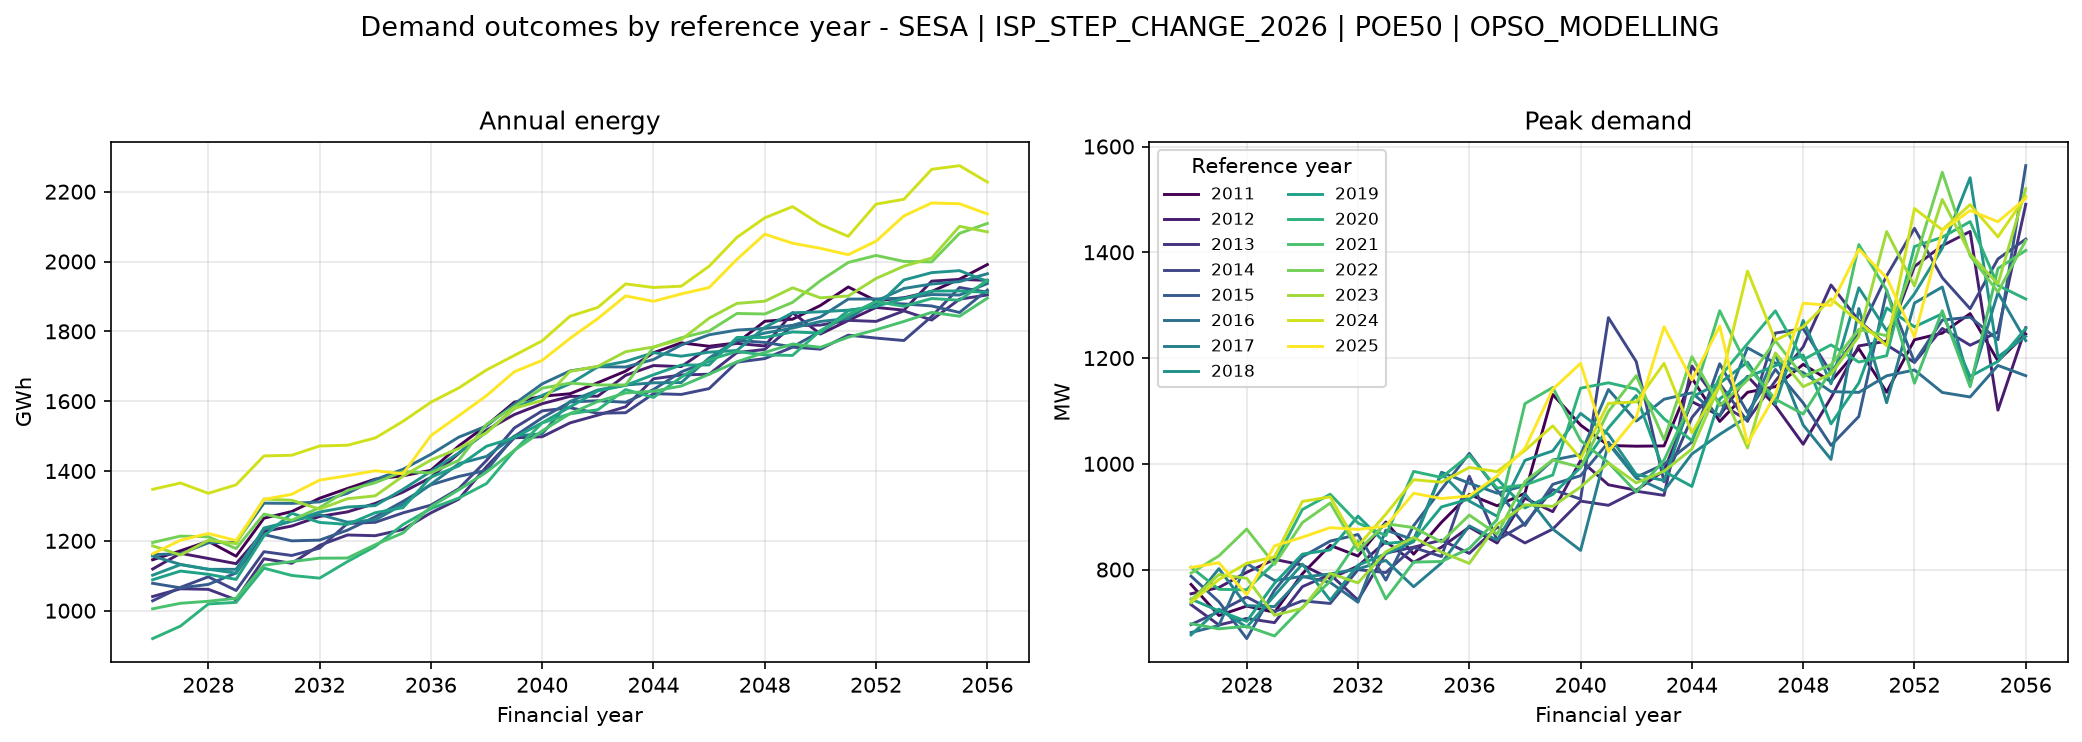 Demand outcomes by reference year - SESA | ISP_STEP_CHANGE_2026 | POE50 | OPSO_MODELLING
Annual energy
GWh
2200
2000
1800
1600
1400
1200
1000
2028 2032 2036 2040 2044 2048 2052 2056
Financial year
Peak demand
MW
1600
1400
1200
1000
800
Reference year
2011 2019
2012 2020
2013 2021
2014 2022
2015 2023
2016 2024
2017 2025
2018
2028 2032 2036 2040 2044 2048 2052 2056
Financial year